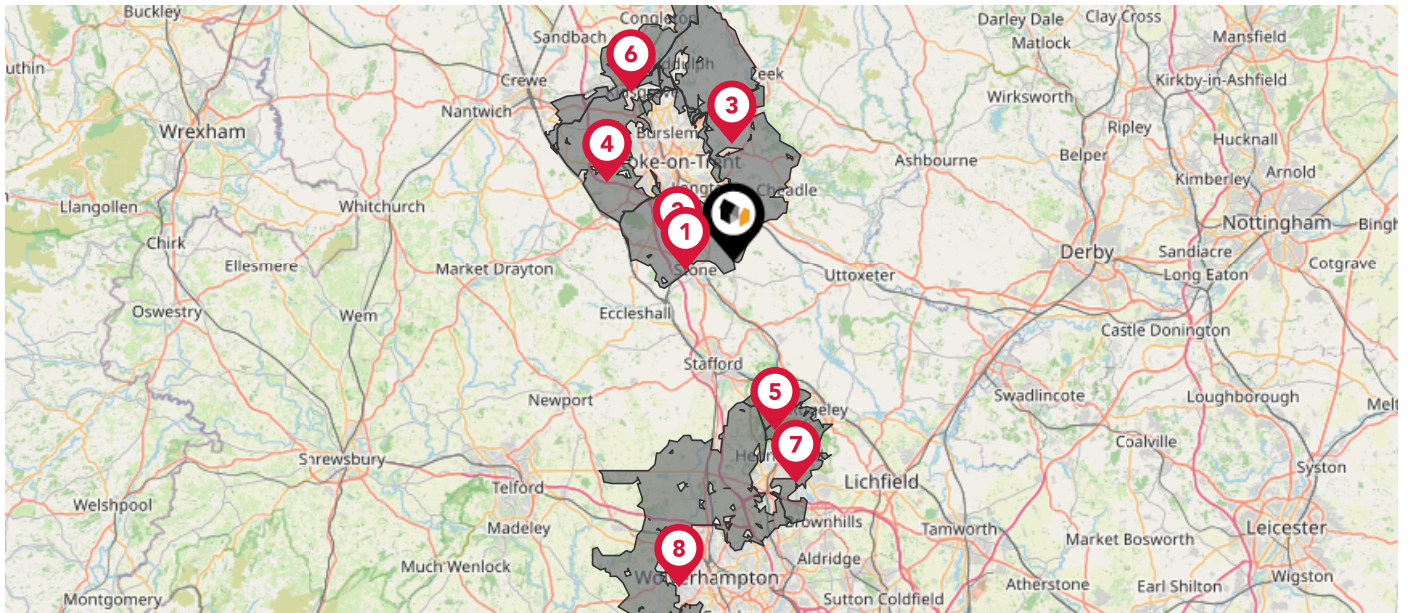 Buckley
Congleton
Darley Dale
Clay Cross
Sandbach
Matlock
Mansfield
6
Crewe
Kirkby-in-Ashfield
Nantwich
3
Wirksworth
Wrexham
Burslem
Ripley
Hucknall
4
Ashbourne
Belper
Arnold
Kimberley
Cheadle
Llangollen
Whitchurch
2
1
Nottingham
Chirk
Derby
Sandiacre
Ellesmere
Market Drayton
Stone
Uttoxeter
Long Eaton
Cotgrave
Oswestry
Wem
Eccleshall
Castle Donington
Stafford
5
Newport
Swadlincote
Loughborough
7
Coalville
Shrewsbury
Syston
Telford
Lichfield
Welshpool
Madeley
Brownhills
Tamworth
Leicester
Market Bosworth
8
Aldridge
Much Wenlock
Wolverhampton
Wigston
Atherstone
Earl Shilton
Montgomery
Sutton Coldfield